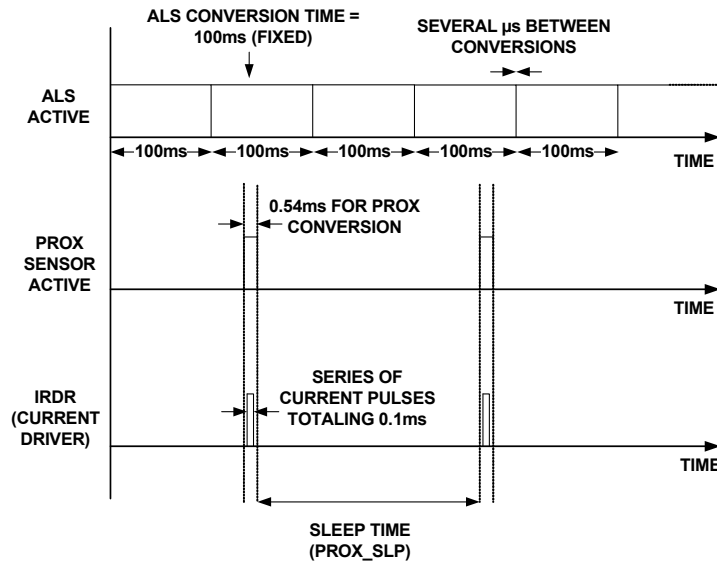 ALS CONVERSION TIME =
100ms (FIXED)
SEVERAL µs BETWEEN
CONVERSIONS
ALS
ACTIVE
100ms
100ms
100ms
100ms
100ms
TIME
0.54ms FOR PROX
CONVERSION
PROX
SENSOR
ACTIVE
TIME
SERIES OF
CURRENT PULSES
TOTALING 0.1ms
IRDR
(CURRENT
DRIVER)
TIME
SLEEP TIME
(PROX_SLP)